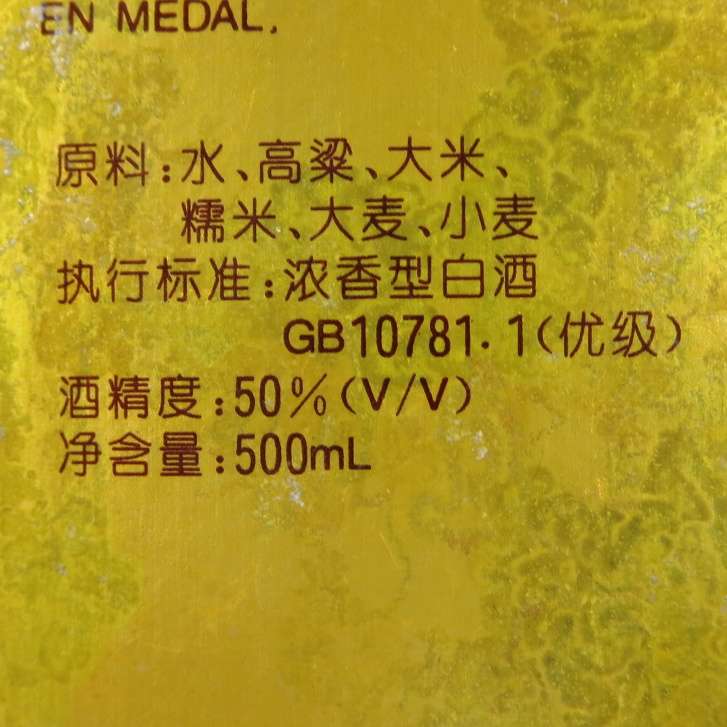 EN MEDAL.
原料:水、高粱、大米、
糯米、大麦、小麦
执行标准:浓香型白酒
GB10781.1(优级)
酒精度:50%(V/V)
净含量:500mL